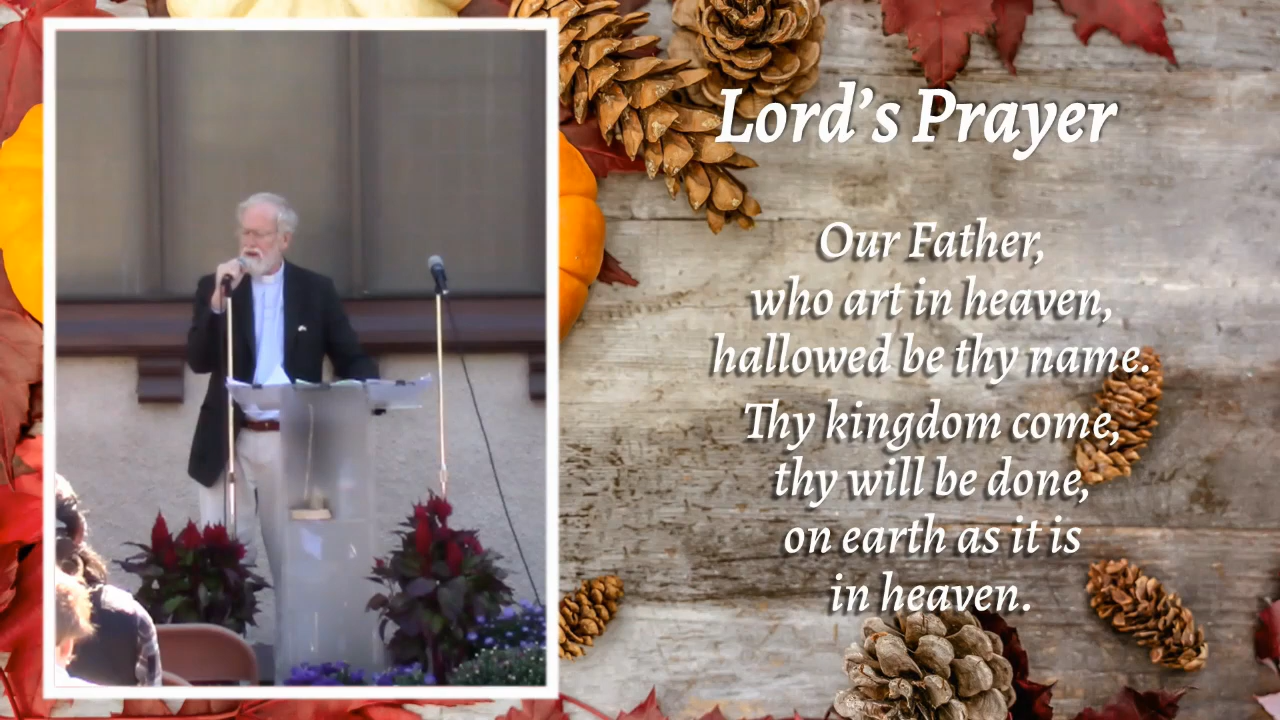 Lord’s Prayer
Our Father,
who art in heaven,
hallowed be thy name.
Thy kingdom come,
thy will be done,
on earth as it is
in heaven.